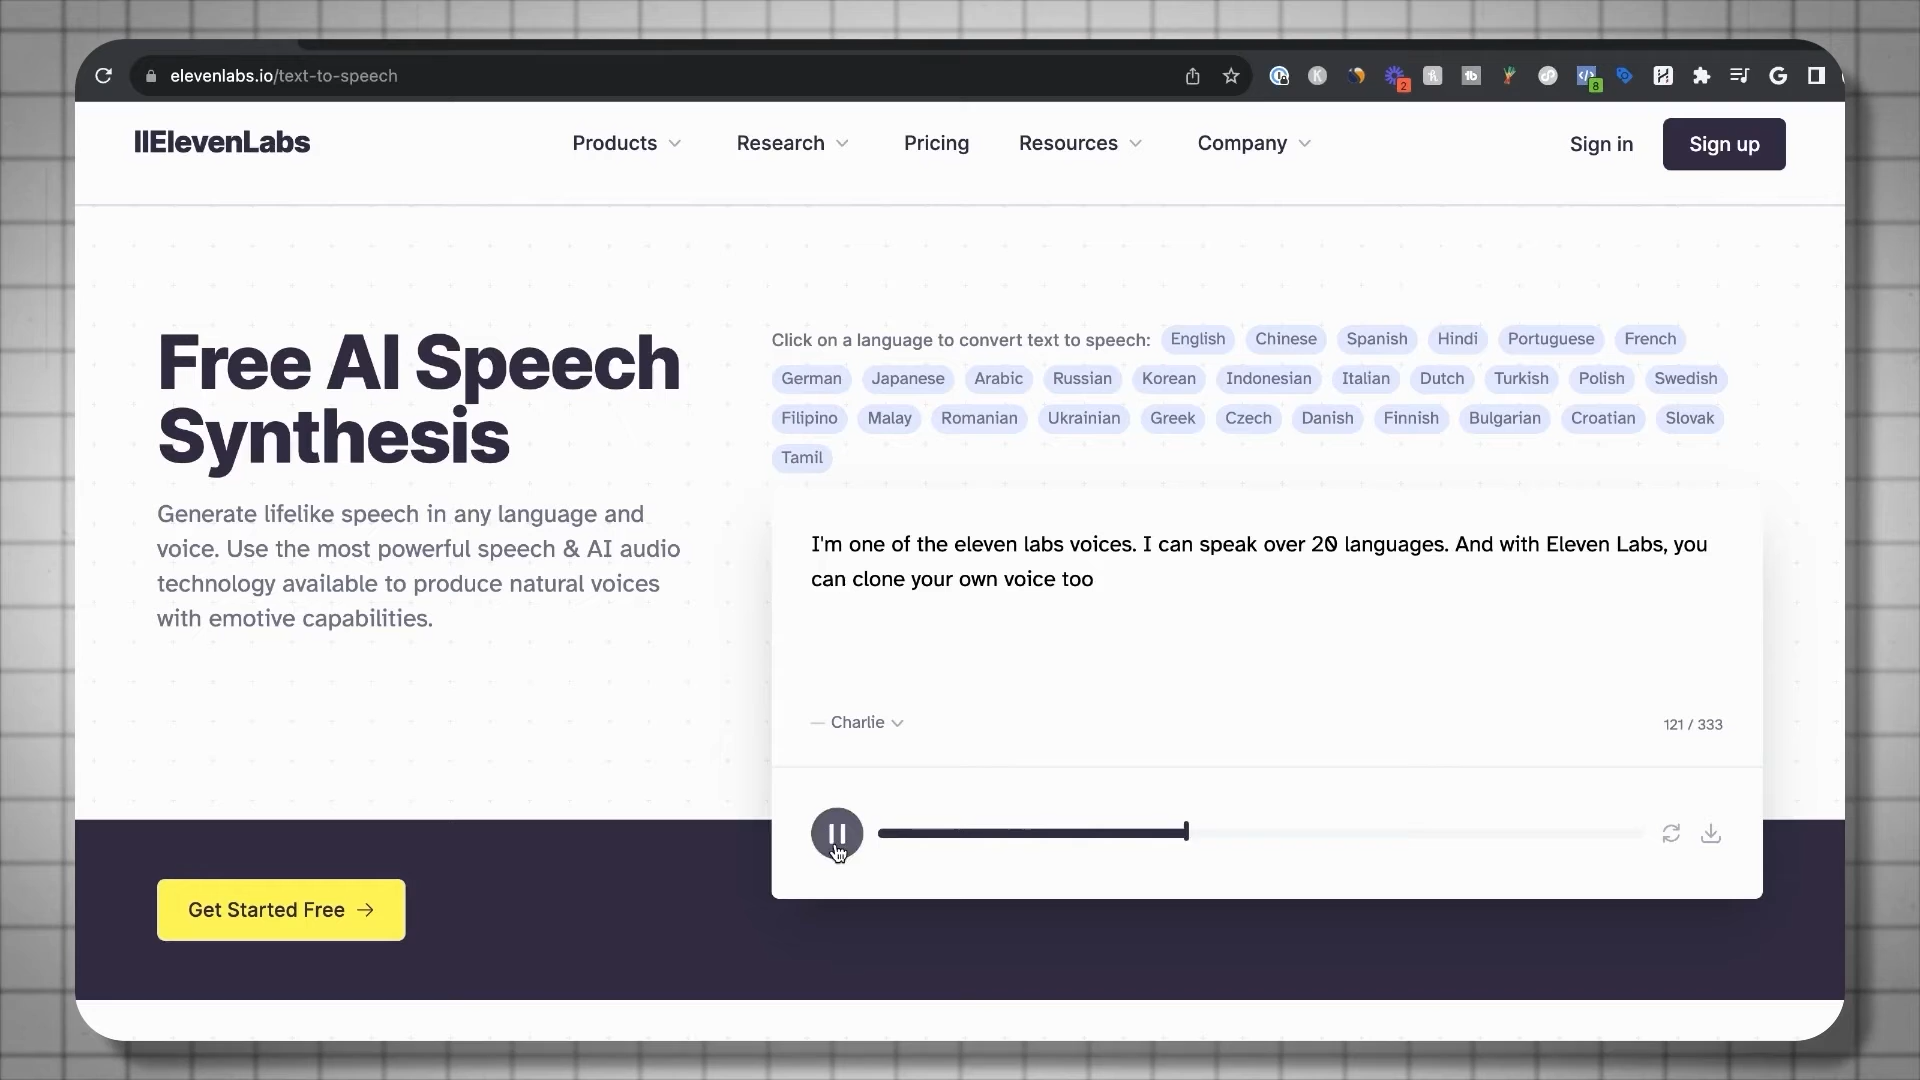 elevenlabs.io/text-to-speech
2
8
IIElevenLabs
Products
Research
Pricing
Resources
Company
Sign in
Sign up
Free AI Speech
Synthesis
Generate lifelike speech in any language and
voice. Use the most powerful speech & AI audio
technology available to produce natural voices
with emotive capabilities.
Get Started Free →
Click on a language to convert text to speech: English Chinese Spanish Hindi Portuguese French
German Japanese Arabic Russian Korean Indonesian Italian Dutch Turkish Polish Swedish
Filipino Malay Romanian Ukrainian Greek Czech Danish Finnish Bulgarian Croatian Slovak
Tamil
I'm one of the eleven labs voices. I can speak over 20 languages. And with Eleven Labs, you
can clone your own voice too
— Charlie
121 / 333